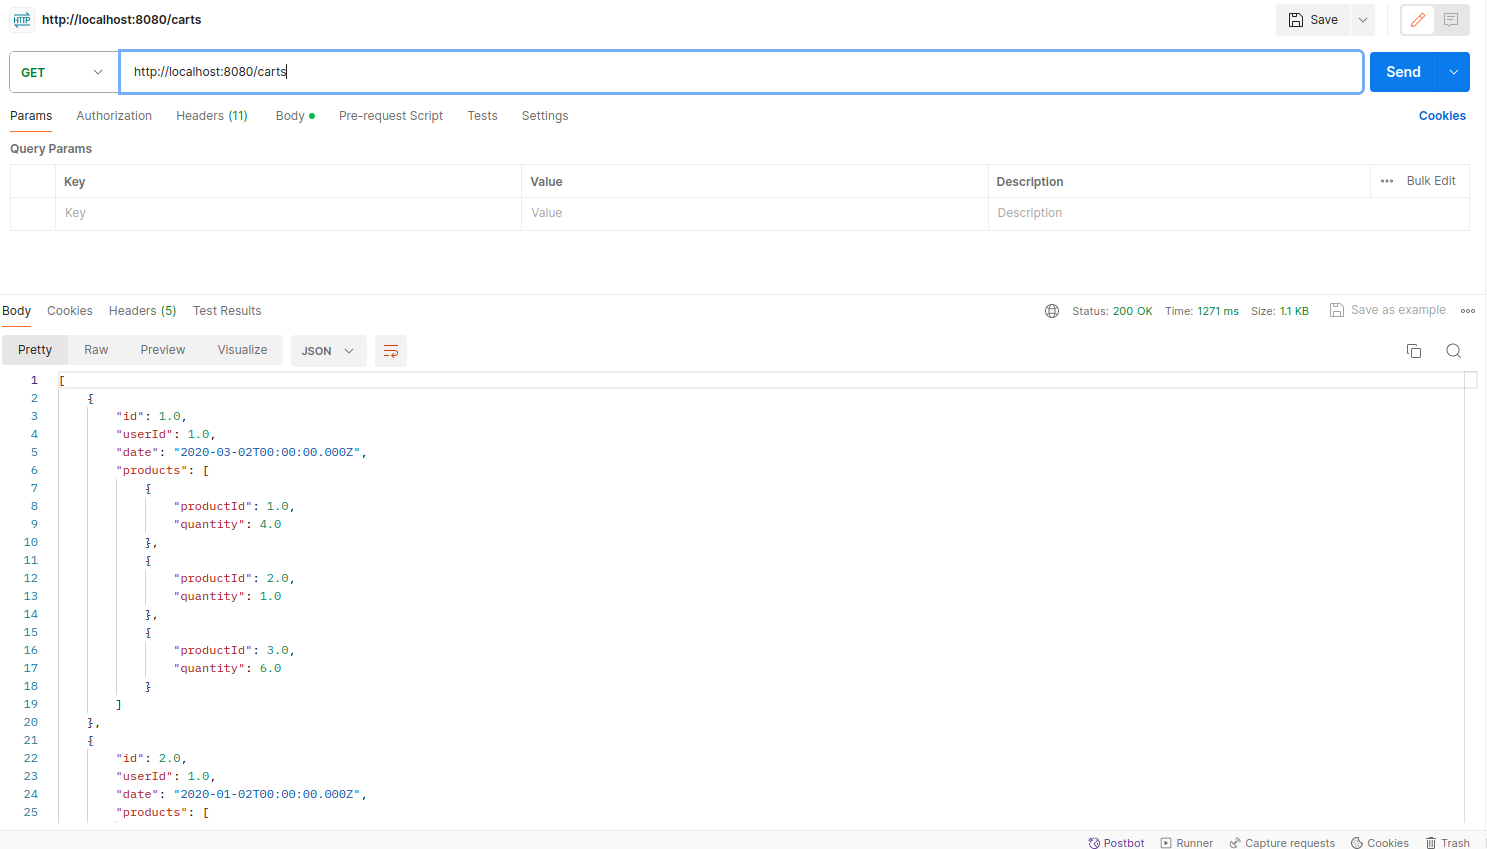 HTTP http://localhost:8080/carts Save
GET http://localhost:8080/carts Send
Params Authorization Headers (11) Body Pre-request Script Tests Settings Cookies
Query Params
Key Value Description ••• Bulk Edit
Key Value Description
Body Cookies Headers (5) Test Results Status: 200 OK Time: 1271 ms Size: 1.1 KB Save as example
Pretty Raw Preview Visualize JSON
1 [
2 {
3 "id": 1.0,
4 "userId": 1.0,
5 "date": "2020-03-02T00:00:00.000Z",
6 "products": [
7 {
8 "productId": 1.0,
9 "quantity": 4.0
10 },
11 {
12 "productId": 2.0,
13 "quantity": 1.0
14 },
15 {
16 "productId": 3.0,
17 "quantity": 6.0
18 }
19 ]
20 },
21 {
22 "id": 2.0,
23 "userId": 1.0,
24 "date": "2020-01-02T00:00:00.000Z",
25 "products": [
Postbot Runner Capture requests Cookies Trash